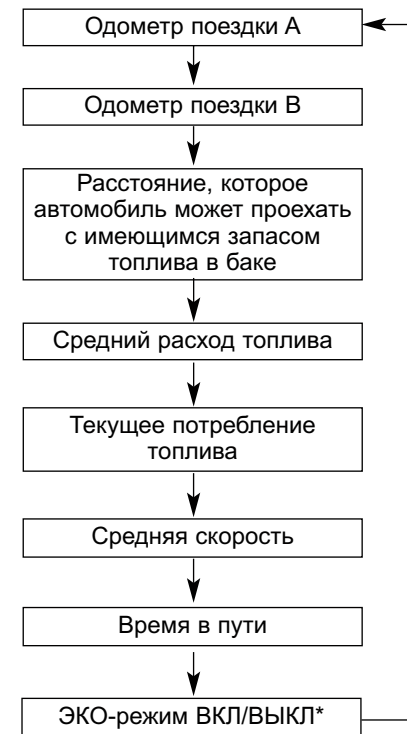 Одометр поездки А
Одометр поездки В
Расстояние, которое
автомобиль может проехать
с имеющимся запасом
топлива в баке
Средний расход топлива
Текущее потребление
топлива
Средняя скорость
Время в пути
ЭКО-режим ВКЛ/ВЫКЛ*